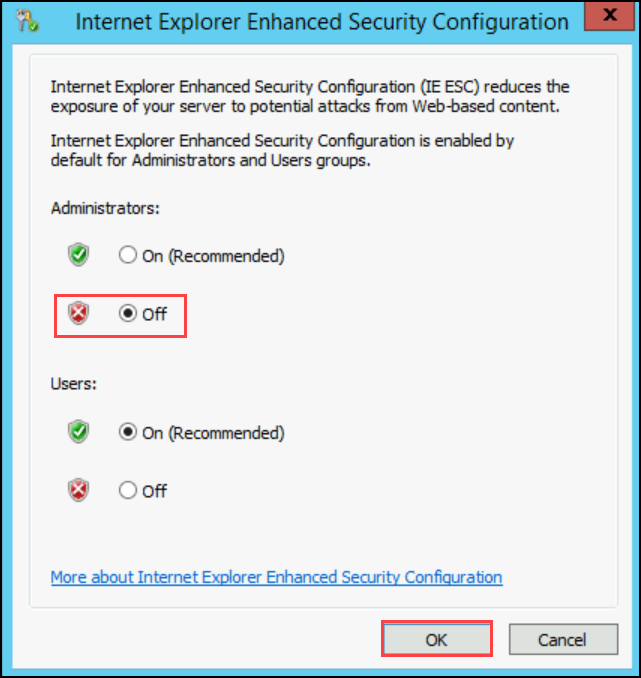 Internet Explorer Enhanced Security Configuration
x
Internet Explorer Enhanced Security Configuration (IE ESC) reduces the
exposure of your server to potential attacks from Web-based content.
Internet Explorer Enhanced Security Configuration is enabled by
default for Administrators and Users groups.
Administrators:
On (Recommended)
Off
Users:
On (Recommended)
Off
More about Internet Explorer Enhanced Security Configuration
OK
Cancel